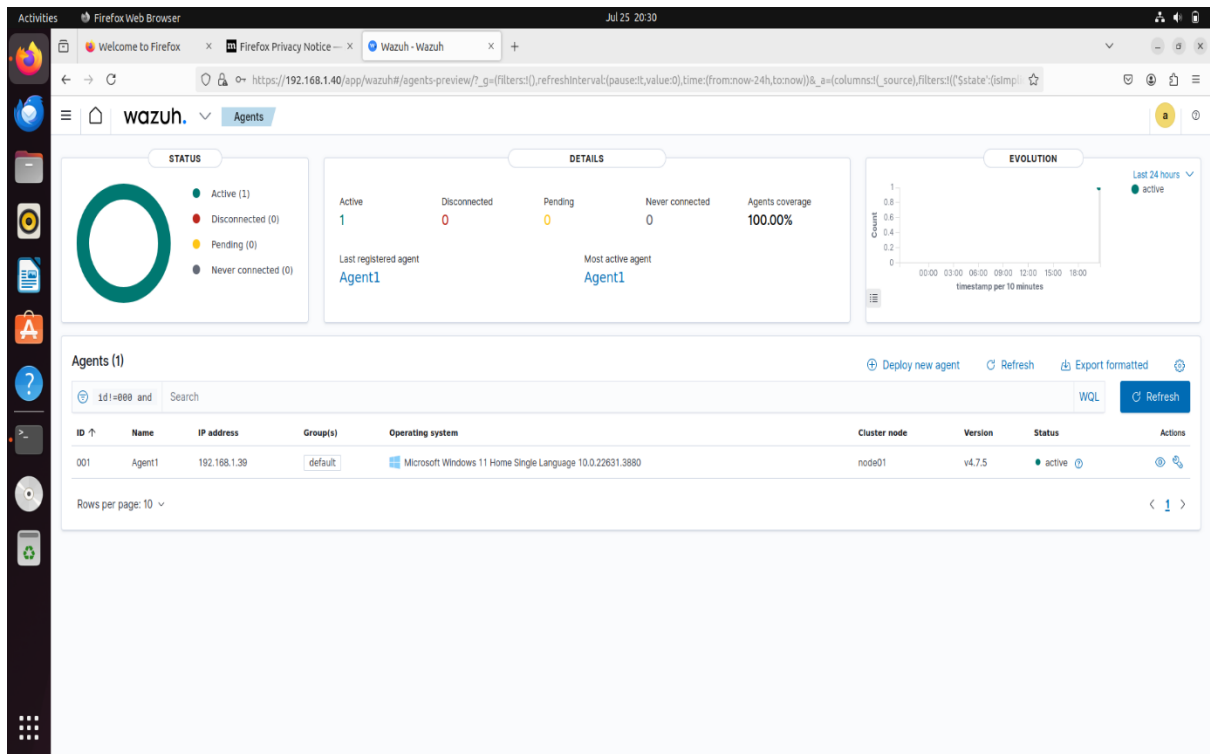 Activities Firefox Web Browser Jul 25 20:30
Welcome to Firefox × Firefox Privacy Notice — × Wazuh - Wazuh × +
https://192.168.1.40/app/wazuh#/agents-preview/?_g=(filters:!(),refreshInterval:(pause:!t,value:0),time:(from:now-24h,to:now))&_a=(columns:!(_source),filters:!(('$state':(isImpl
wazuh. Agents a
STATUS
Active (1)
Disconnected (0)
Pending (0)
Never connected (0)
DETAILS
Active Disconnected Pending Never connected Agents coverage
1 0 0 0 100.00%
Last registered agent Most active agent
Agent1 Agent1
EVOLUTION
Last 24 hours
active
Count
1
0.8
0.6
0.4
0.2
0
00:00 03:00 06:00 09:00 12:00 15:00 18:00
timestamp per 10 minutes
Agents (1) Deploy new agent Refresh Export formatted
id!=000 and Search WQL Refresh
ID ↑ Name IP address Group(s) Operating system Cluster node Version Status Actions
001 Agent1 192.168.1.39 default Microsoft Windows 11 Home Single Language 10.0.22631.3880 node01 v4.7.5 active
Rows per page: 10 < 1 >